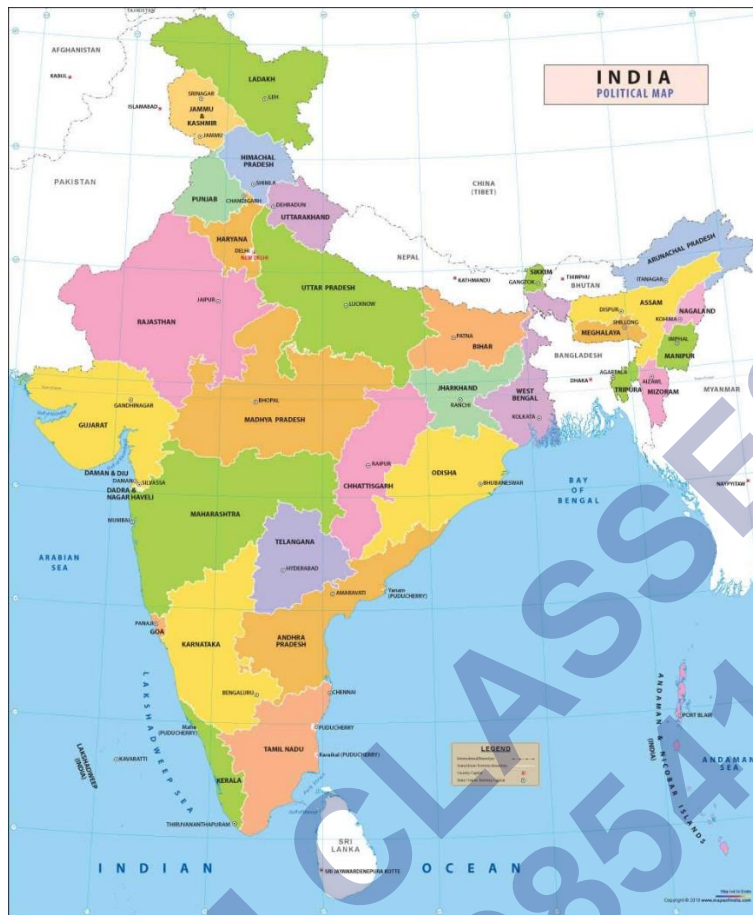 INDIA
POLITICAL MAP
AFGHANISTAN
KABUL
ISLAMABAD
LADAKH
LEH
SRINAGAR
JAMMU
&
KASHMIR
JAMMU
HIMACHAL
PRADESH
SHIMLA
PAKISTAN
PUNJAB
CHANDIGARH
DEHRADUN
UTTARAKHAND
CHINA
(TIBET)
HARYANA
DELHI
NEW DELHI
NEPAL
KATHMANDU
SIKKIM
GANGTOK
THIMPHU
BHUTAN
ARUNACHAL PRADESH
ITANAGAR
RAJASTHAN
JAIPUR
UTTAR PRADESH
LUCKNOW
BIHAR
PATNA
ASSAM
DISPUR
SHILLONG
MEGHALAYA
NAGALAND
KOHIMA
IMPHAL
MANIPUR
BANGLADESH
DHAKA
AGARTALA
TRIPURA
AIZAWL
MIZORAM
MYANMAR
NAYPYITAW
GUJARAT
GANDHINAGAR
MADHYA PRADESH
BHOPAL
JHARKHAND
RANCHI
WEST
BENGAL
KOLKATA
CHHATTISGARH
RAIPUR
ODISHA
BHUBANESWAR
DAMAN & DIU
DAMAN
SILVASSA
DADRA &
NAGAR HAVELI
MUMBAI
MAHARASHTRA
TELANGANA
HYDERABAD
BAY
OF
BENGAL
ARABIAN
SEA
AMARAVATI
Yanam
(PUDUCHERRY)
PANAJI
GOA
KARNATAKA
ANDHRA
PRADESH
BENGALURU
CHENNAI
LAKSHADWEEP SEA
Mahe
(PUDUCHERRY)
PUDUCHERRY
TAMIL NADU
Karaikal (PUDUCHERRY)
LAKSHADWEEP
(INDIA)
KAVARATTI
KERALA
THIRUVANANTHAPURAM
SRI
LANKA
SRI JAYAWARDENEPURA KOTTE
ANDAMAN & NICOBAR ISLANDS
(INDIA)
PORT BLAIR
ANDAMAN
SEA
LEGEND
INDIAN OCEAN
CLASSE
8541